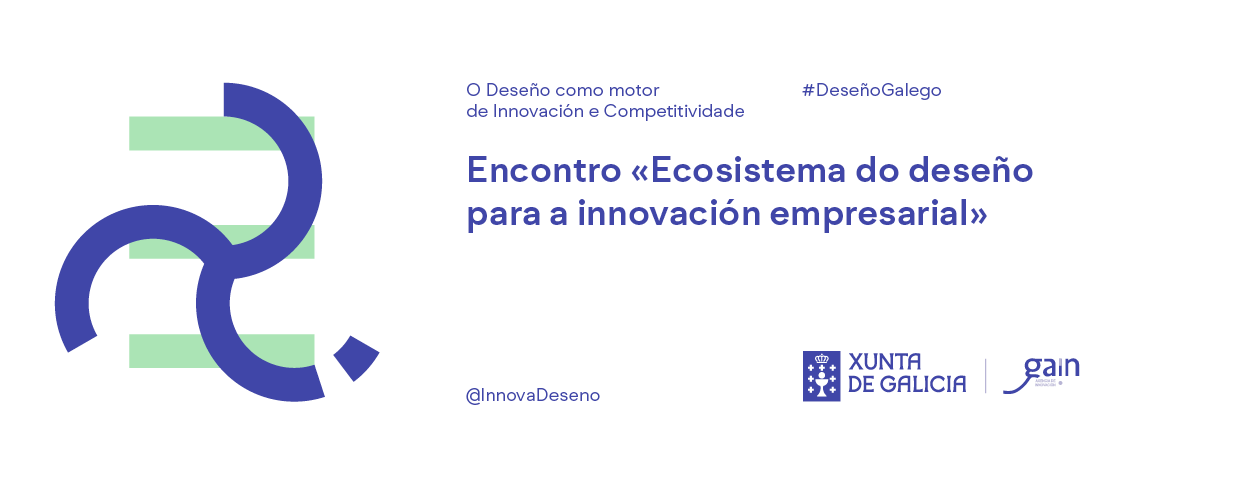 O Deseño como motor
de Innovación e Competitividade
#DeseñoGalego
Encontro «Ecosistema do deseño
para a innovación empresarial»
@InnovaDeseno
XUNTA
DE GALICIA
gain